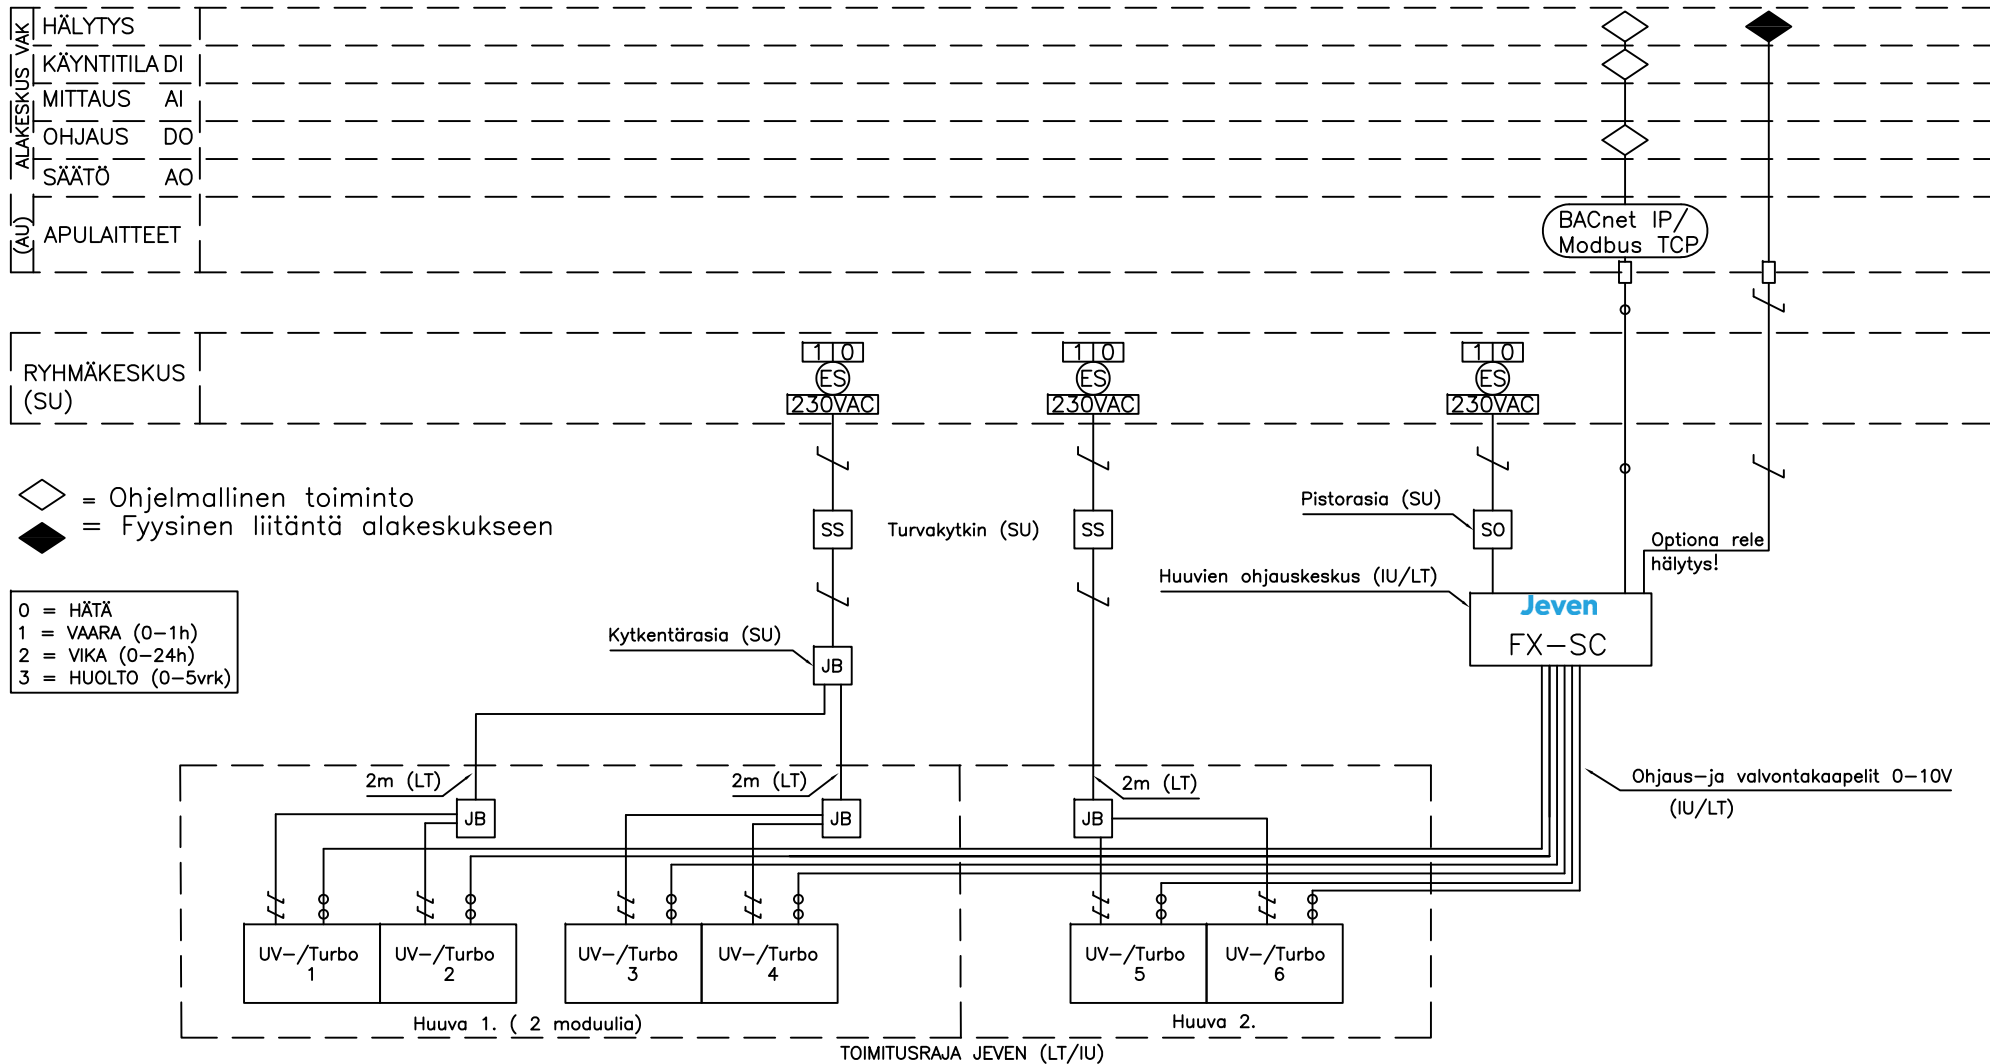 ALAKESKUS VAK
(AU)
HÄLYTYS
KÄYNTITILA DI
MITTAUS AI
OHJAUS DO
SÄÄTÖ AO
APULAITTEET
BACnet IP/
Modbus TCP
RYHMÄKESKUS
(SU)
1 0
ES
230VAC
1 0
ES
230VAC
1 0
ES
230VAC
= Ohjelmallinen toiminto
= Fyysinen liitäntä alakeskukseen
Pistorasia (SU)
SS
Turvakytkin (SU)
SS
SO
Optiona rele
hälytys!
Huuvien ohjauskeskus (IU/LT)
Jeven
FX-SC
0 = HÄTÄ
1 = VAARA (0-1h)
2 = VIKA (0-24h)
3 = HUOLTO (0-5vrk)
Kytkentärasia (SU)
JB
2m (LT)
2m (LT)
2m (LT)
Ohjaus-ja valvontakaapelit 0-10V
(IU/LT)
JB
JB
JB
UV-/Turbo
1
UV-/Turbo
2
UV-/Turbo
3
UV-/Turbo
4
UV-/Turbo
5
UV-/Turbo
6
Huuva 1. ( 2 moduulia)
Huuva 2.
TOIMITUSRAJA JEVEN (LT/IU)